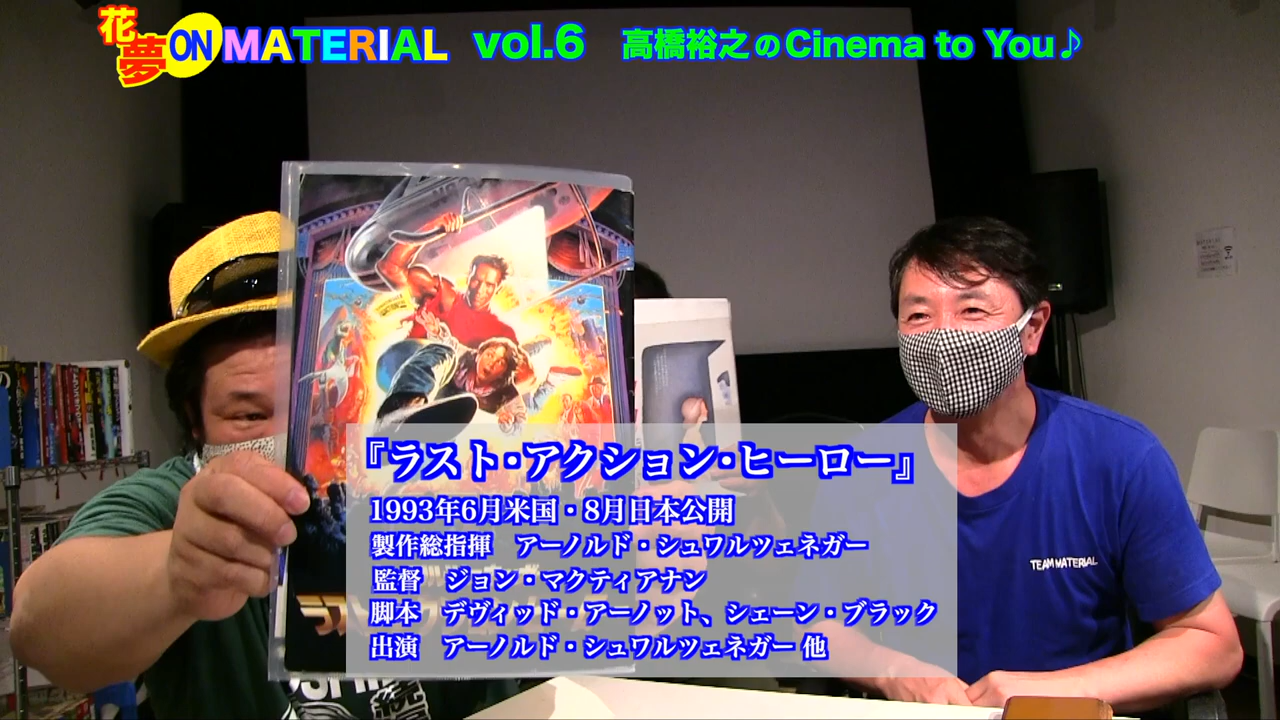 花夢ON MATERIAL vol.6 高橋裕之のCinema to You♪
『ラスト・アクション・ヒーロー』
1993年6月米国・8月日本公開
製作総指揮 アーノルド・シュワルツェネガー
監督 ジョン・マクティアナン
脚本 デヴィッド・アーノット、シェーン・ブラック
出演 アーノルド・シュワルツェネガー 他
TEAM MATERIAL